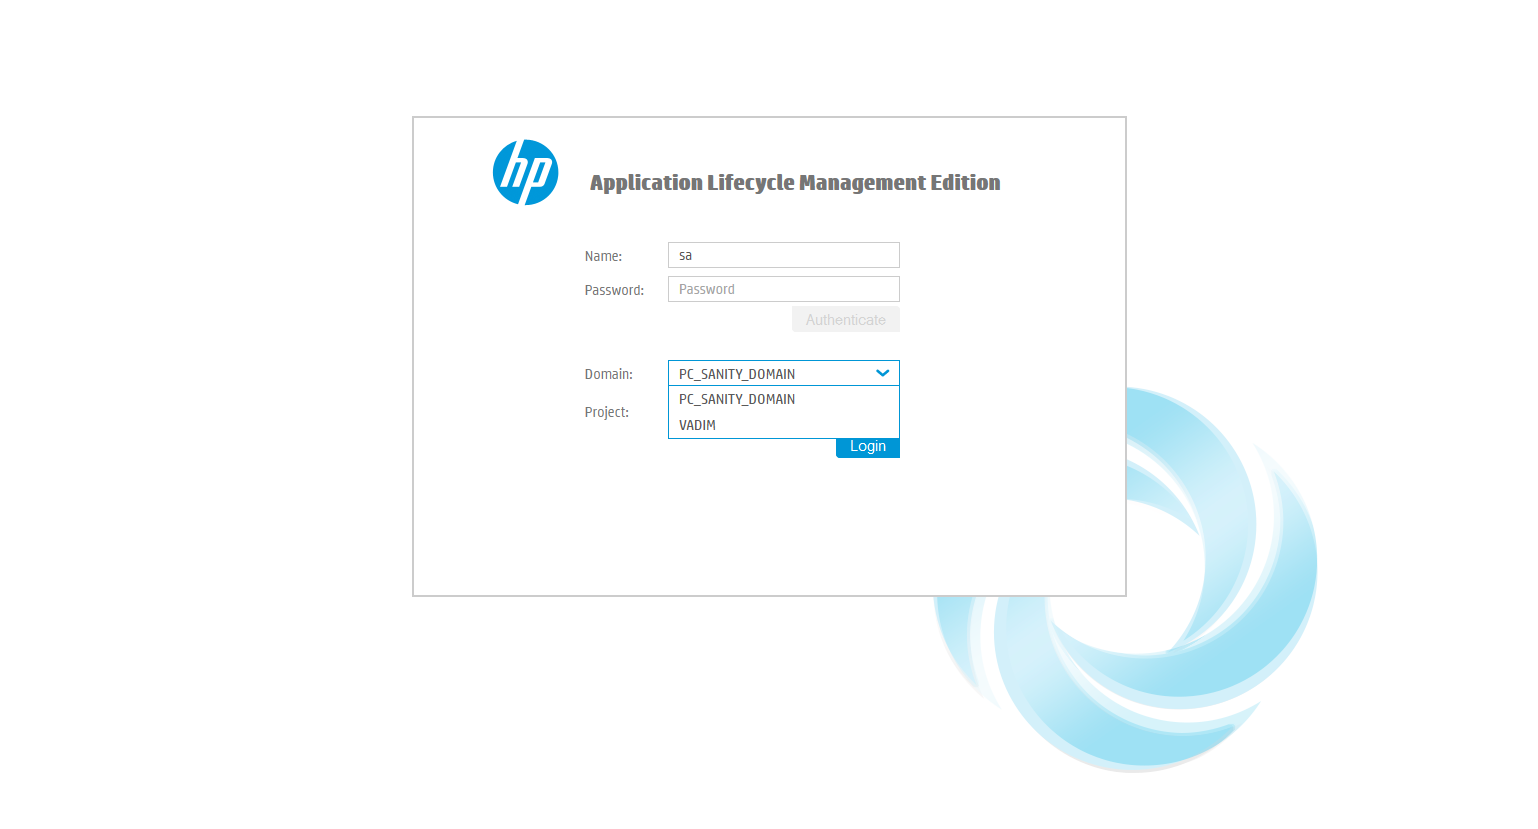 hp
Application Lifecycle Management Edition
Name: sa
Password: Password
Authenticate
Domain: PC_SANITY_DOMAIN
PC_SANITY_DOMAIN
Project:
VADIM
Login